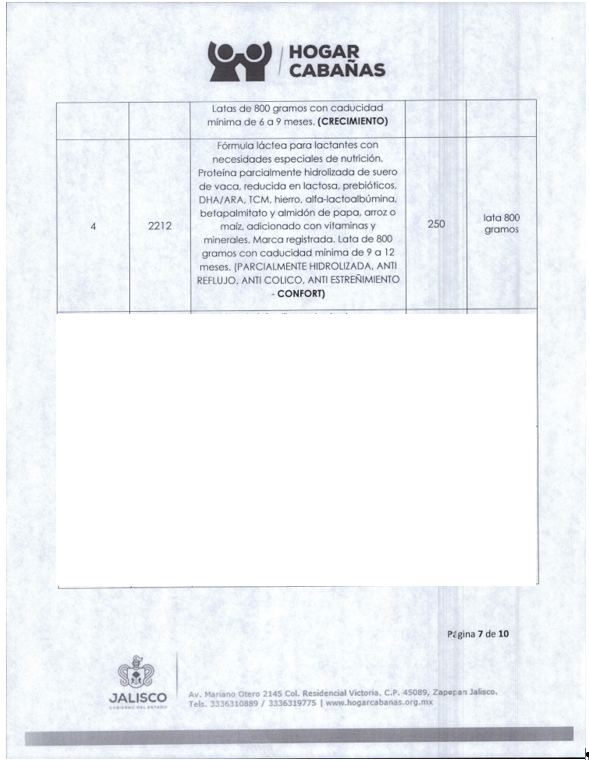 HOGAR
CABAÑAS
Latas de 800 gramos con caducidad
mínima de 6 a 9 meses. (CRECIMIENTO)
4
2212
Fórmula láctea para lactantes con
necesidades especiales de nutrición.
Proteína parcialmente hidrolizada de suero
de vaca, reducida en lactosa, prebióticos,
DHA/ARA, TCM, hierro, alfa-lactoalbúmina,
betapalmitato y almidón de papa, arroz o
maíz, adicionado con vitaminas y
minerales. Marca registrada. Lata de 800
gramos con caducidad mínima de 9 a 12
meses. (PARCIALMENTE HIDROLIZADA, ANTI
REFLUJO, ANTI COLICO, ANTI ESTREÑIMIENTO
- CONFORT)
250
lata 800
gramos
Página 7 de 10
JALISCO
GOBIERNO DEL ESTADO
Av. Mariano Otero 2145 Col. Residencial Victoria. C.P. 45089, Zapopan Jalisco.
Tels. 3336310889 / 3336319775 | www.hogarcabanas.org.mx